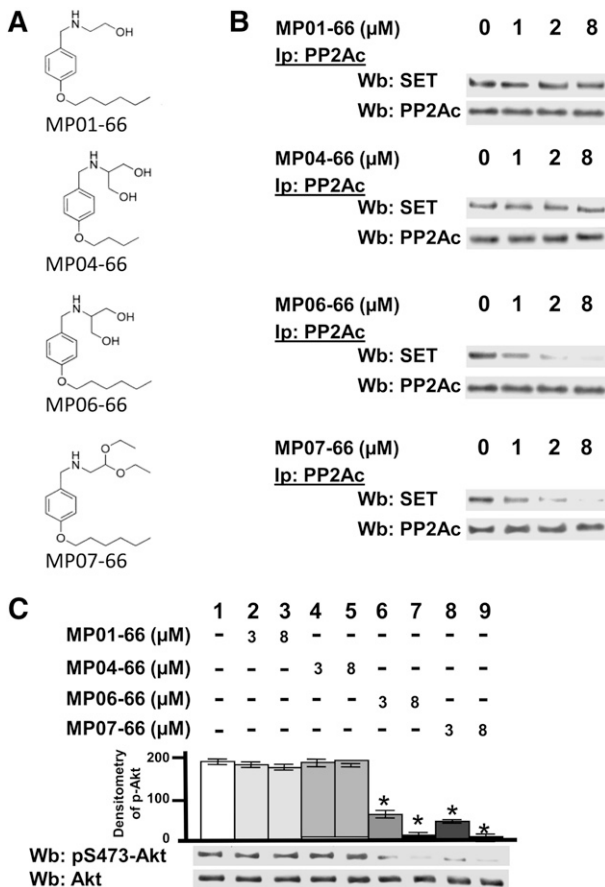 A
H
N
OH
O
MP01-66
H
N
OH
OH
O
MP04-66
H
N
OH
OH
O
MP06-66
H
N
O
O
O
MP07-66
B
MP01-66 (µM) 0 1 2 8
Ip: PP2Ac
Wb: SET
Wb: PP2Ac
MP04-66 (µM) 0 1 2 8
Ip: PP2Ac
Wb: SET
Wb: PP2Ac
MP06-66 (µM) 0 1 2 8
Ip: PP2Ac
Wb: SET
Wb: PP2Ac
MP07-66 (µM) 0 1 2 8
Ip: PP2Ac
Wb: SET
Wb: PP2Ac
C
1 2 3 4 5 6 7 8 9
MP01-66 (µM) - 3 8 - - - - - -
MP04-66 (µM) - - - 3 8 - - - -
MP06-66 (µM) - - - - - 3 8 - -
MP07-66 (µM) - - - - - - - 3 8
Densitometry
of p-Akt
200
100
0
* * * *
Wb: pS473-Akt
Wb: Akt